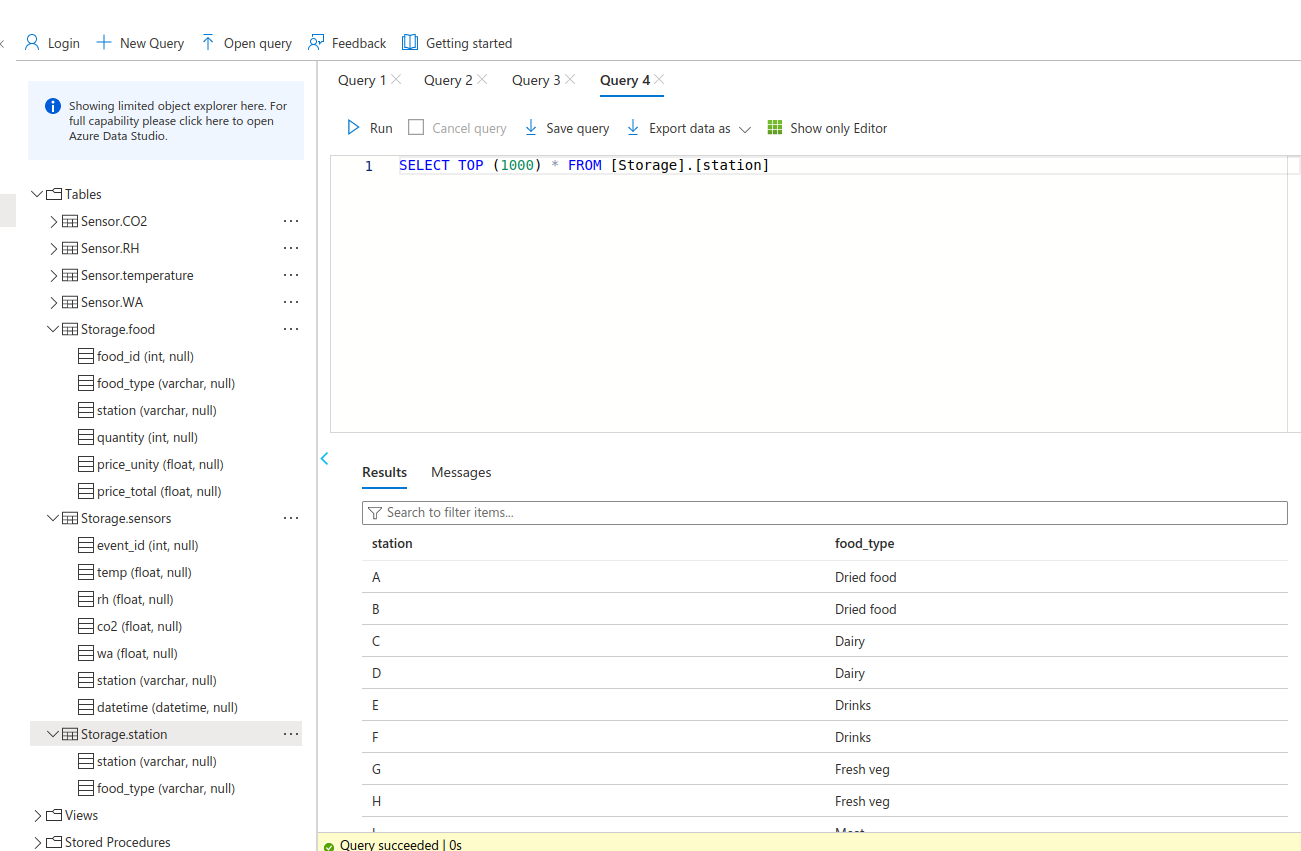 Login New Query Open query Feedback Getting started
Showing limited object explorer here. For
full capability please click here to open
Azure Data Studio.
Tables
Sensor.CO2
Sensor.RH
Sensor.temperature
Sensor.WA
Storage.food
food_id (int, null)
food_type (varchar, null)
station (varchar, null)
quantity (int, null)
price_unity (float, null)
price_total (float, null)
Storage.sensors
event_id (int, null)
temp (float, null)
rh (float, null)
co2 (float, null)
wa (float, null)
station (varchar, null)
datetime (datetime, null)
Storage.station
station (varchar, null)
food_type (varchar, null)
Views
Stored Procedures
Query 1 Query 2 Query 3 Query 4
Run Cancel query Save query Export data as Show only Editor
1 SELECT TOP (1000) * FROM [Storage].[station]
Results Messages
Search to filter items...
station food_type
A Dried food
B Dried food
C Dairy
D Dairy
E Drinks
F Drinks
G Fresh veg
H Fresh veg
Query succeeded | 0s